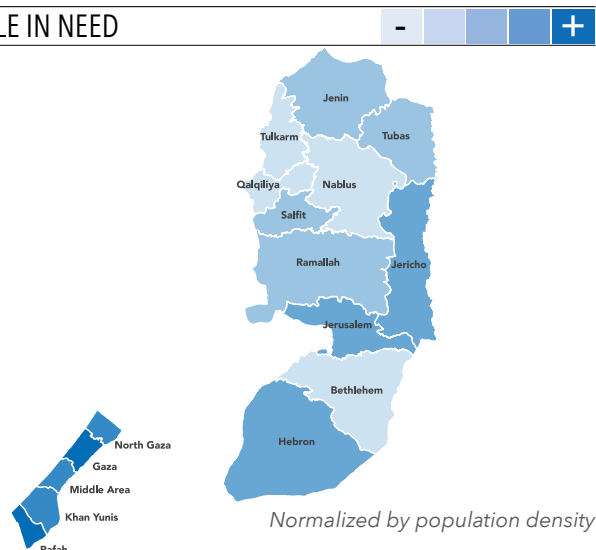 LE IN NEED
- +
Jenin
Tulkarm
Tubas
Qalqiliya
Nablus
Salfit
Ramallah
Jericho
Jerusalem
Bethlehem
Hebron
North Gaza
Gaza
Middle Area
Khan Yunis
Rafah
Normalized by population density